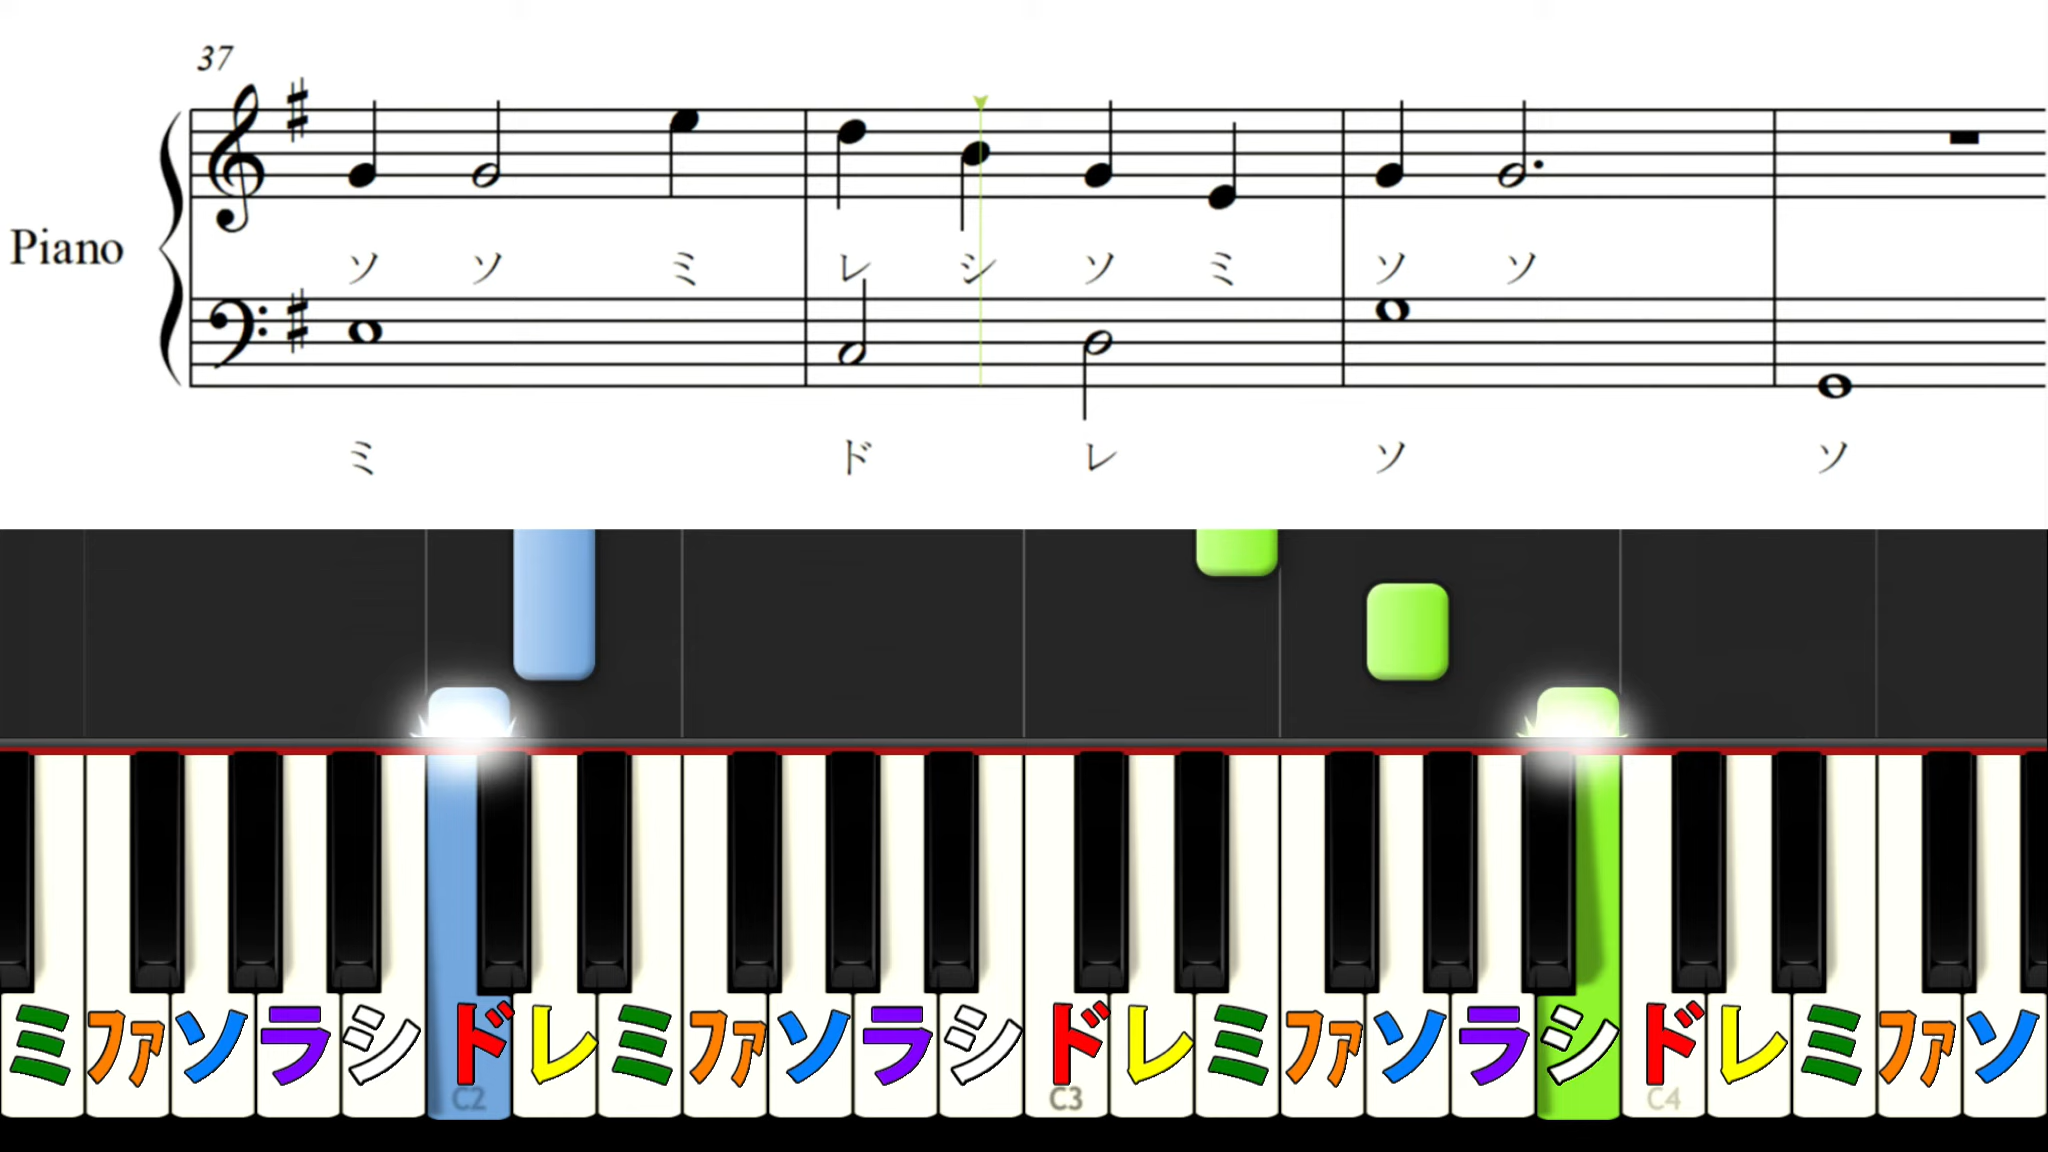 37
Piano
ソ ソ ミ レ シ ソ ミ ソ ソ
ミ ド レ ソ ソ
ミ ファ ソ ラ シ ド レ ミ ファ ソ ラ シ ド レ ミ ファ ソ ラ シ ド レ ミ ファ ソ
C2 C3 C4